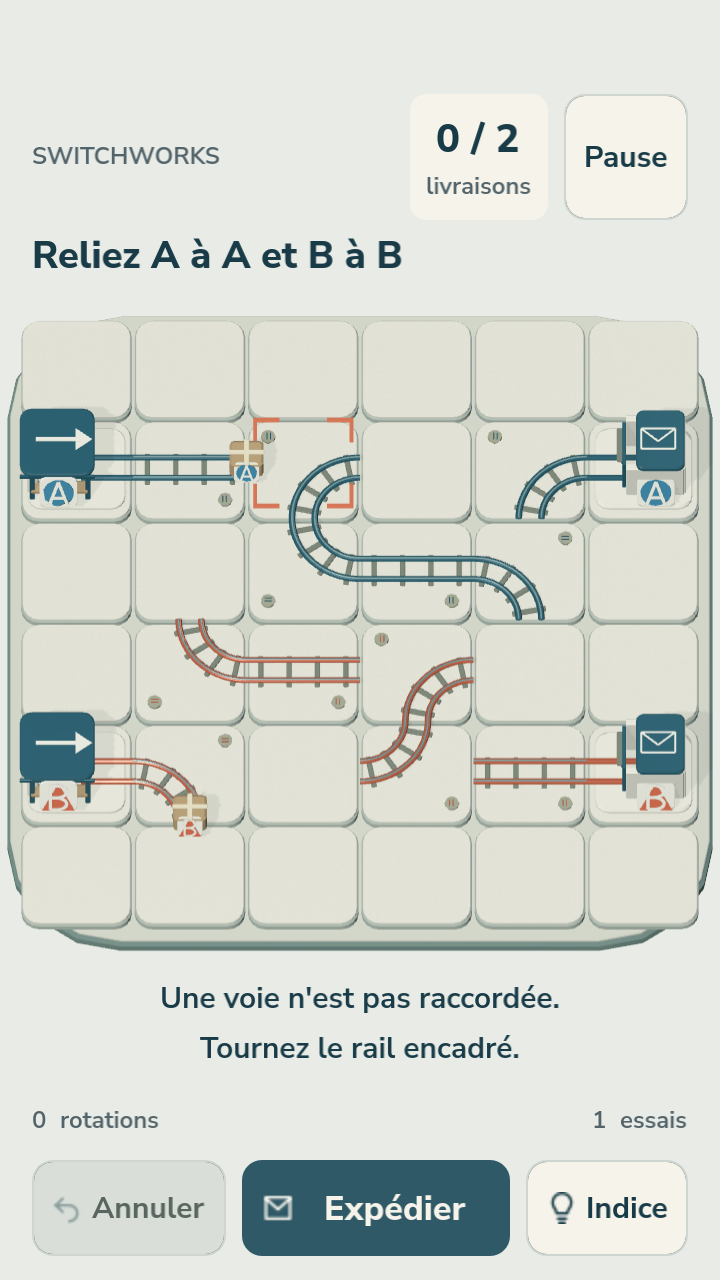 SWITCHWORKS
0 / 2
livraisons
Pause
Reliez A à A et B à B
A
A
A
B
B
B
Une voie n'est pas raccordée.
Tournez le rail encadré.
0 rotations
1 essais
Annuler
Expédier
Indice